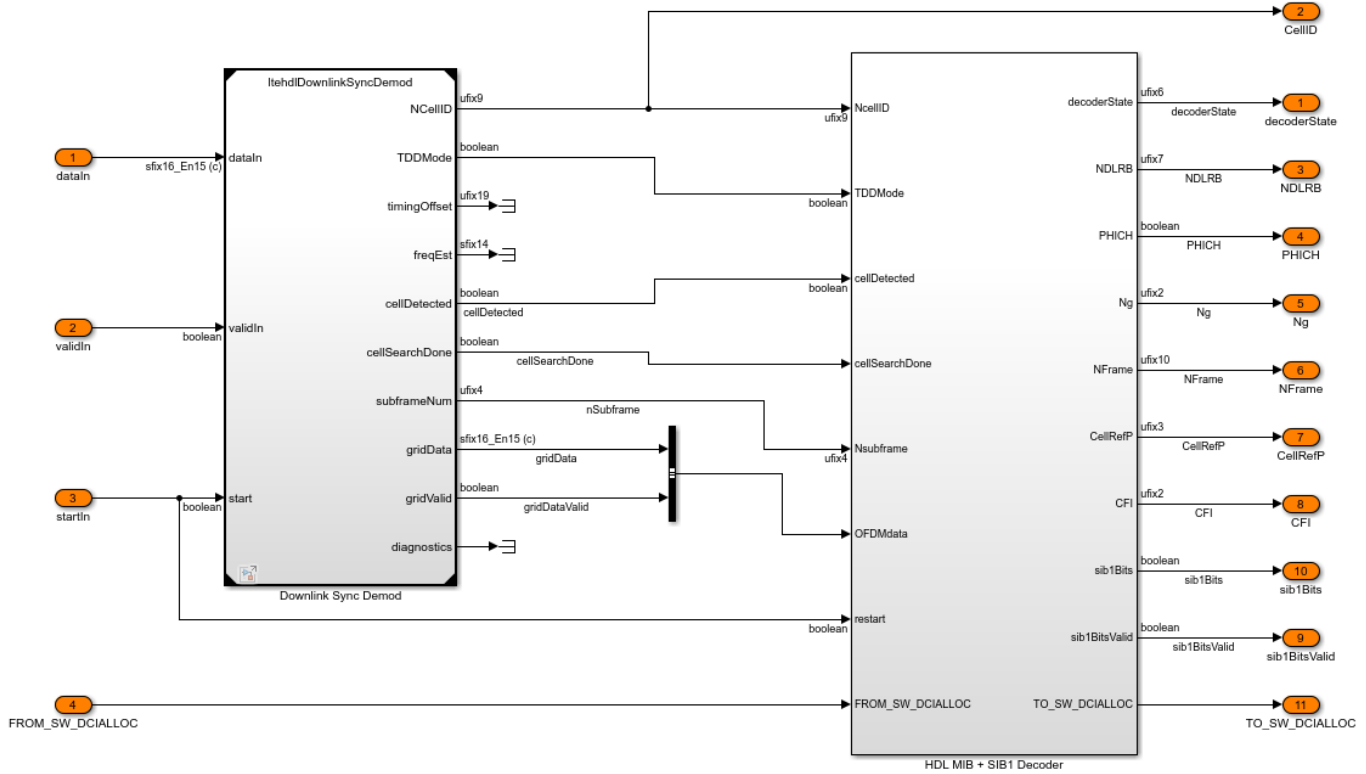 2
CellID
ltehdlDownlinkSyncDemod
NCellID
ufix9
ufix9
NcellID
decoderState
ufix6
decoderState
1
decoderState
1
dataIn
sfix16_En15 (c)
dataIn
TDDMode
boolean
boolean
TDDMode
NDLRB
ufix7
NDLRB
3
NDLRB
timingOffset
ufix19
PHICH
boolean
PHICH
4
PHICH
freqEst
sfix14
cellDetected
boolean
cellDetected
boolean
cellDetected
Ng
ufix2
Ng
5
Ng
2
validIn
boolean
validIn
cellSearchDone
boolean
cellSearchDone
cellSearchDone
NFrame
ufix10
NFrame
6
NFrame
subframeNum
ufix4
nSubframe
ufix4
Nsubframe
CellRefP
ufix3
CellRefP
7
CellRefP
gridData
sfix16_En15 (c)
gridData
3
startIn
boolean
start
gridValid
boolean
gridDataValid
CFI
ufix2
CFI
8
CFI
OFDMdata
diagnostics
sib1Bits
boolean
sib1Bits
10
sib1Bits
Downlink Sync Demod
boolean
restart
sib1BitsValid
boolean
sib1BitsValid
9
sib1BitsValid
4
FROM_SW_DCIALLOC
FROM_SW_DCIALLOC
TO_SW_DCIALLOC
11
TO_SW_DCIALLOC
HDL MIB + SIB1 Decoder